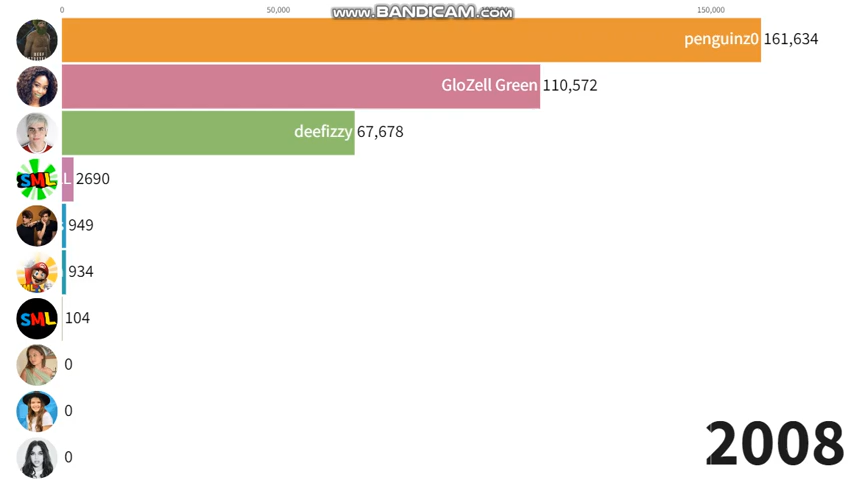 0 50,000 150,000
www.BANDICAM.com
penguinz0 161,634
GloZell Green 110,572
deefizzy 67,678
SML L 2690
949
934
SML 104
0
0
0
2008